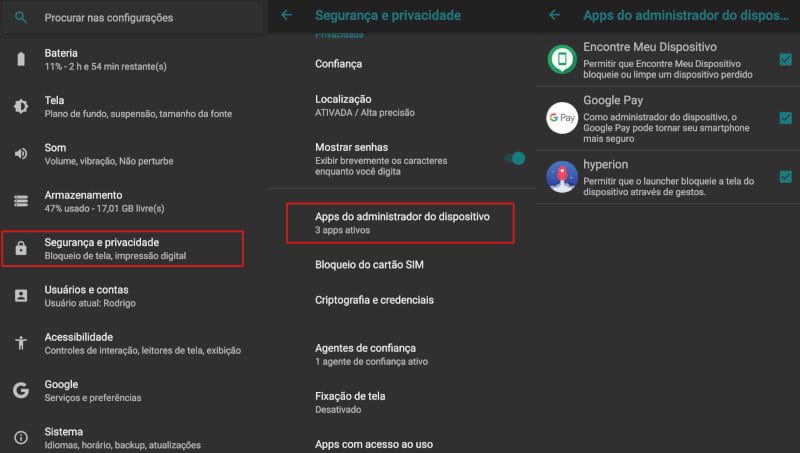 Procurar nas configurações
Bateria
11% - 2 h e 54 min restante(s)
Tela
Plano de fundo, suspensão, tamanho da fonte
Som
Volume, vibração, Não perturbe
Armazenamento
47% usado - 17,01 GB livre(s)
Segurança e privacidade
Bloqueio de tela, impressão digital
Usuários e contas
Usuário atual: Rodrigo
Acessibilidade
Controles de interação, leitores de tela, exibição
Google
Serviços e preferências
Sistema
Idiomas, horário, backup, atualizações
Segurança e privacidade
Privacidade
Confiança
Localização
ATIVADA / Alta precisão
Mostrar senhas
Exibir brevemente os caracteres
enquanto você digita
Apps do administrador do dispositivo
3 apps ativos
Bloqueio do cartão SIM
Criptografia e credenciais
Agentes de confiança
1 agente de confiança ativo
Fixação de tela
Desativado
Apps com acesso ao uso
Apps do administrador do dispos...
Encontre Meu Dispositivo
Permitir que Encontre Meu Dispositivo
bloqueie ou limpe um dispositivo perdido
G Pay
Google Pay
Como administrador do dispositivo, o
Google Pay pode tornar seu smartphone
mais seguro
hyperion
Permitir que o launcher bloqueie a tela do
dispositivo através de gestos.